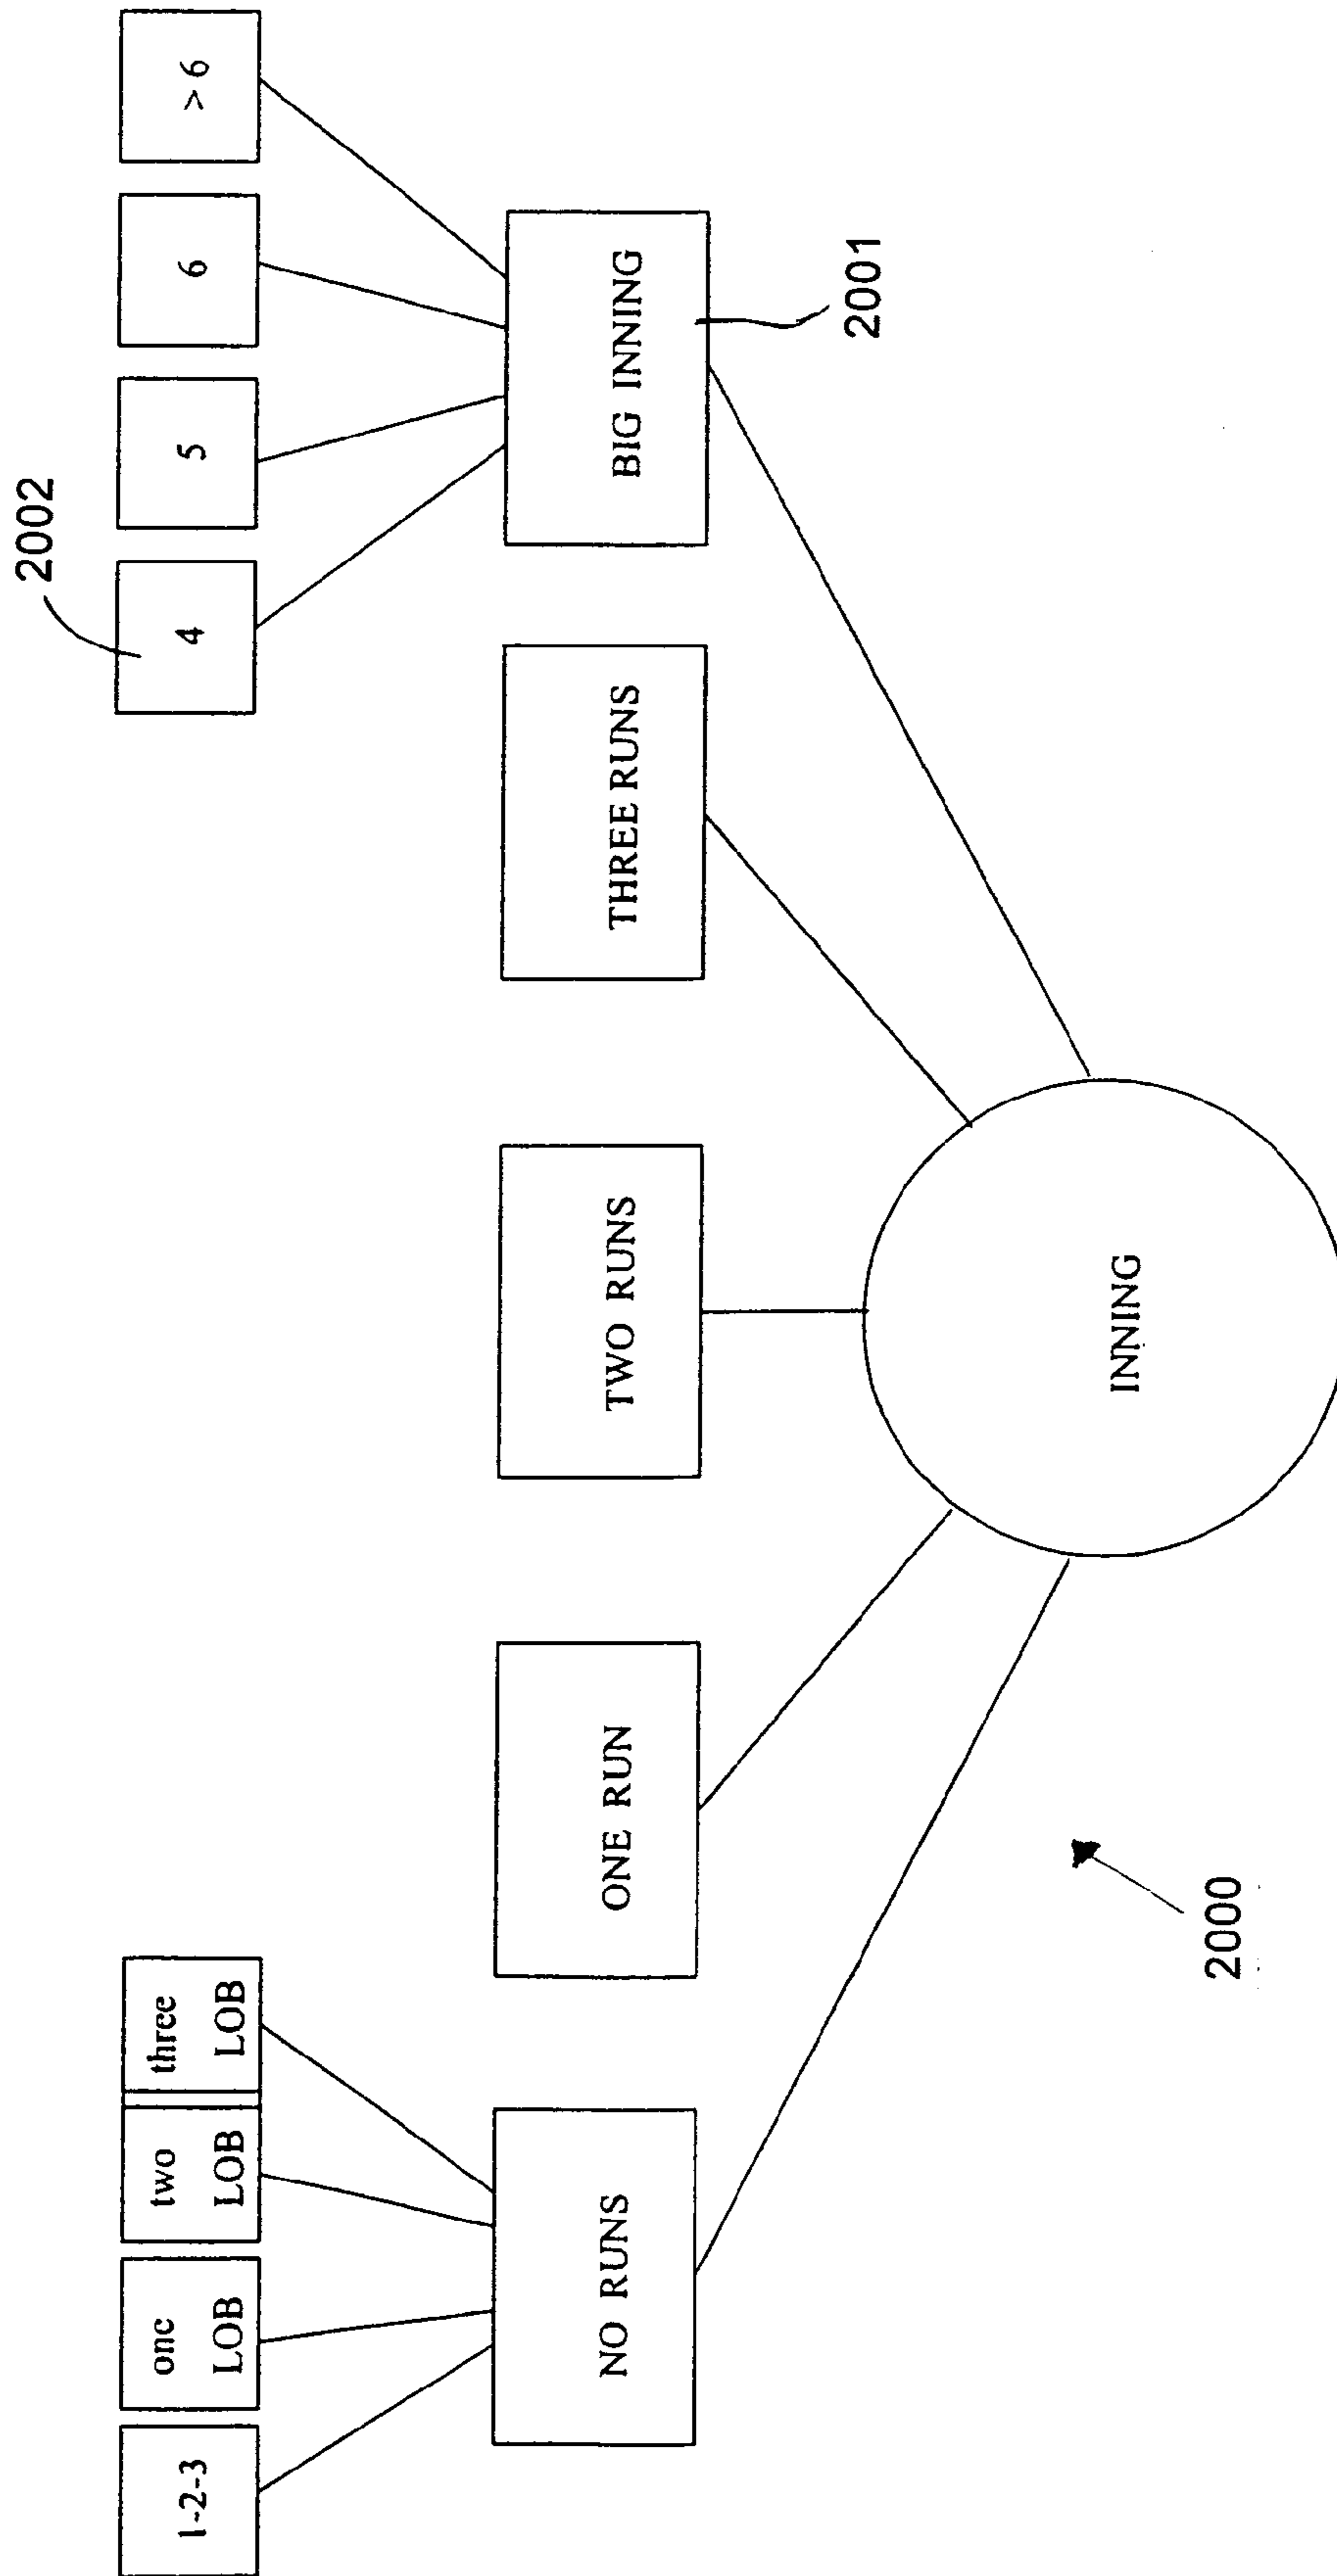 1-2-3
one
LOB
two
LOB
three
LOB
2002
4
5
6
> 6
NO RUNS
ONE RUN
TWO RUNS
THREE RUNS
BIG INNING
2001
INNING
2000